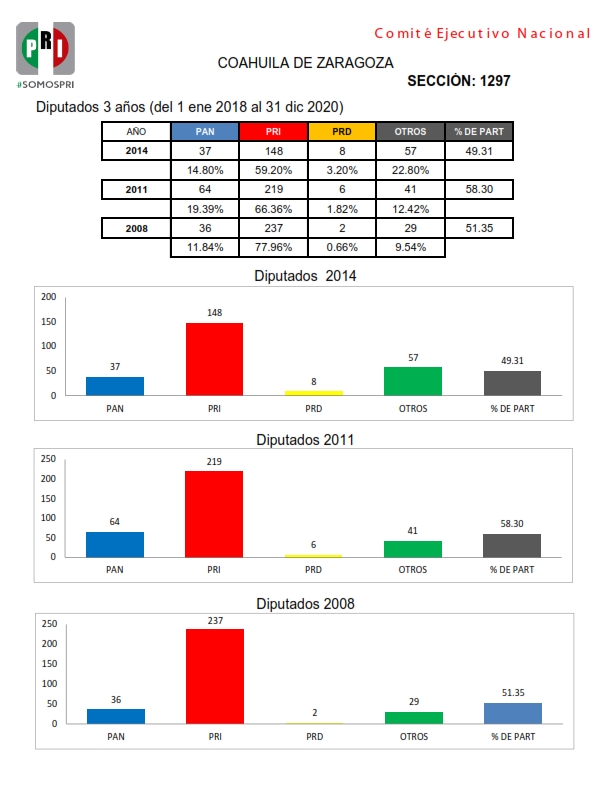 Comité Ejecutivo Nacional
PRI
#SOMOSPRI
COAHUILA DE ZARAGOZA
SECCIÓN: 1297
Diputados 3 años (del 1 ene 2018 al 31 dic 2020)
AÑO PAN PRI PRD OTROS % DE PART
2014 37 148 8 57 49.31
14.80% 59.20% 3.20% 22.80%
2011 64 219 6 41 58.30
19.39% 66.36% 1.82% 12.42%
2008 36 237 2 29 51.35
11.84% 77.96% 0.66% 9.54%
Diputados 2014
200
150
100
50
0
37 148 8 57 49.31
PAN PRI PRD OTROS % DE PART
Diputados 2011
250
200
150
100
50
0
64 219 6 41 58.30
PAN PRI PRD OTROS % DE PART
Diputados 2008
250
200
150
100
50
0
36 237 2 29 51.35
PAN PRI PRD OTROS % DE PART